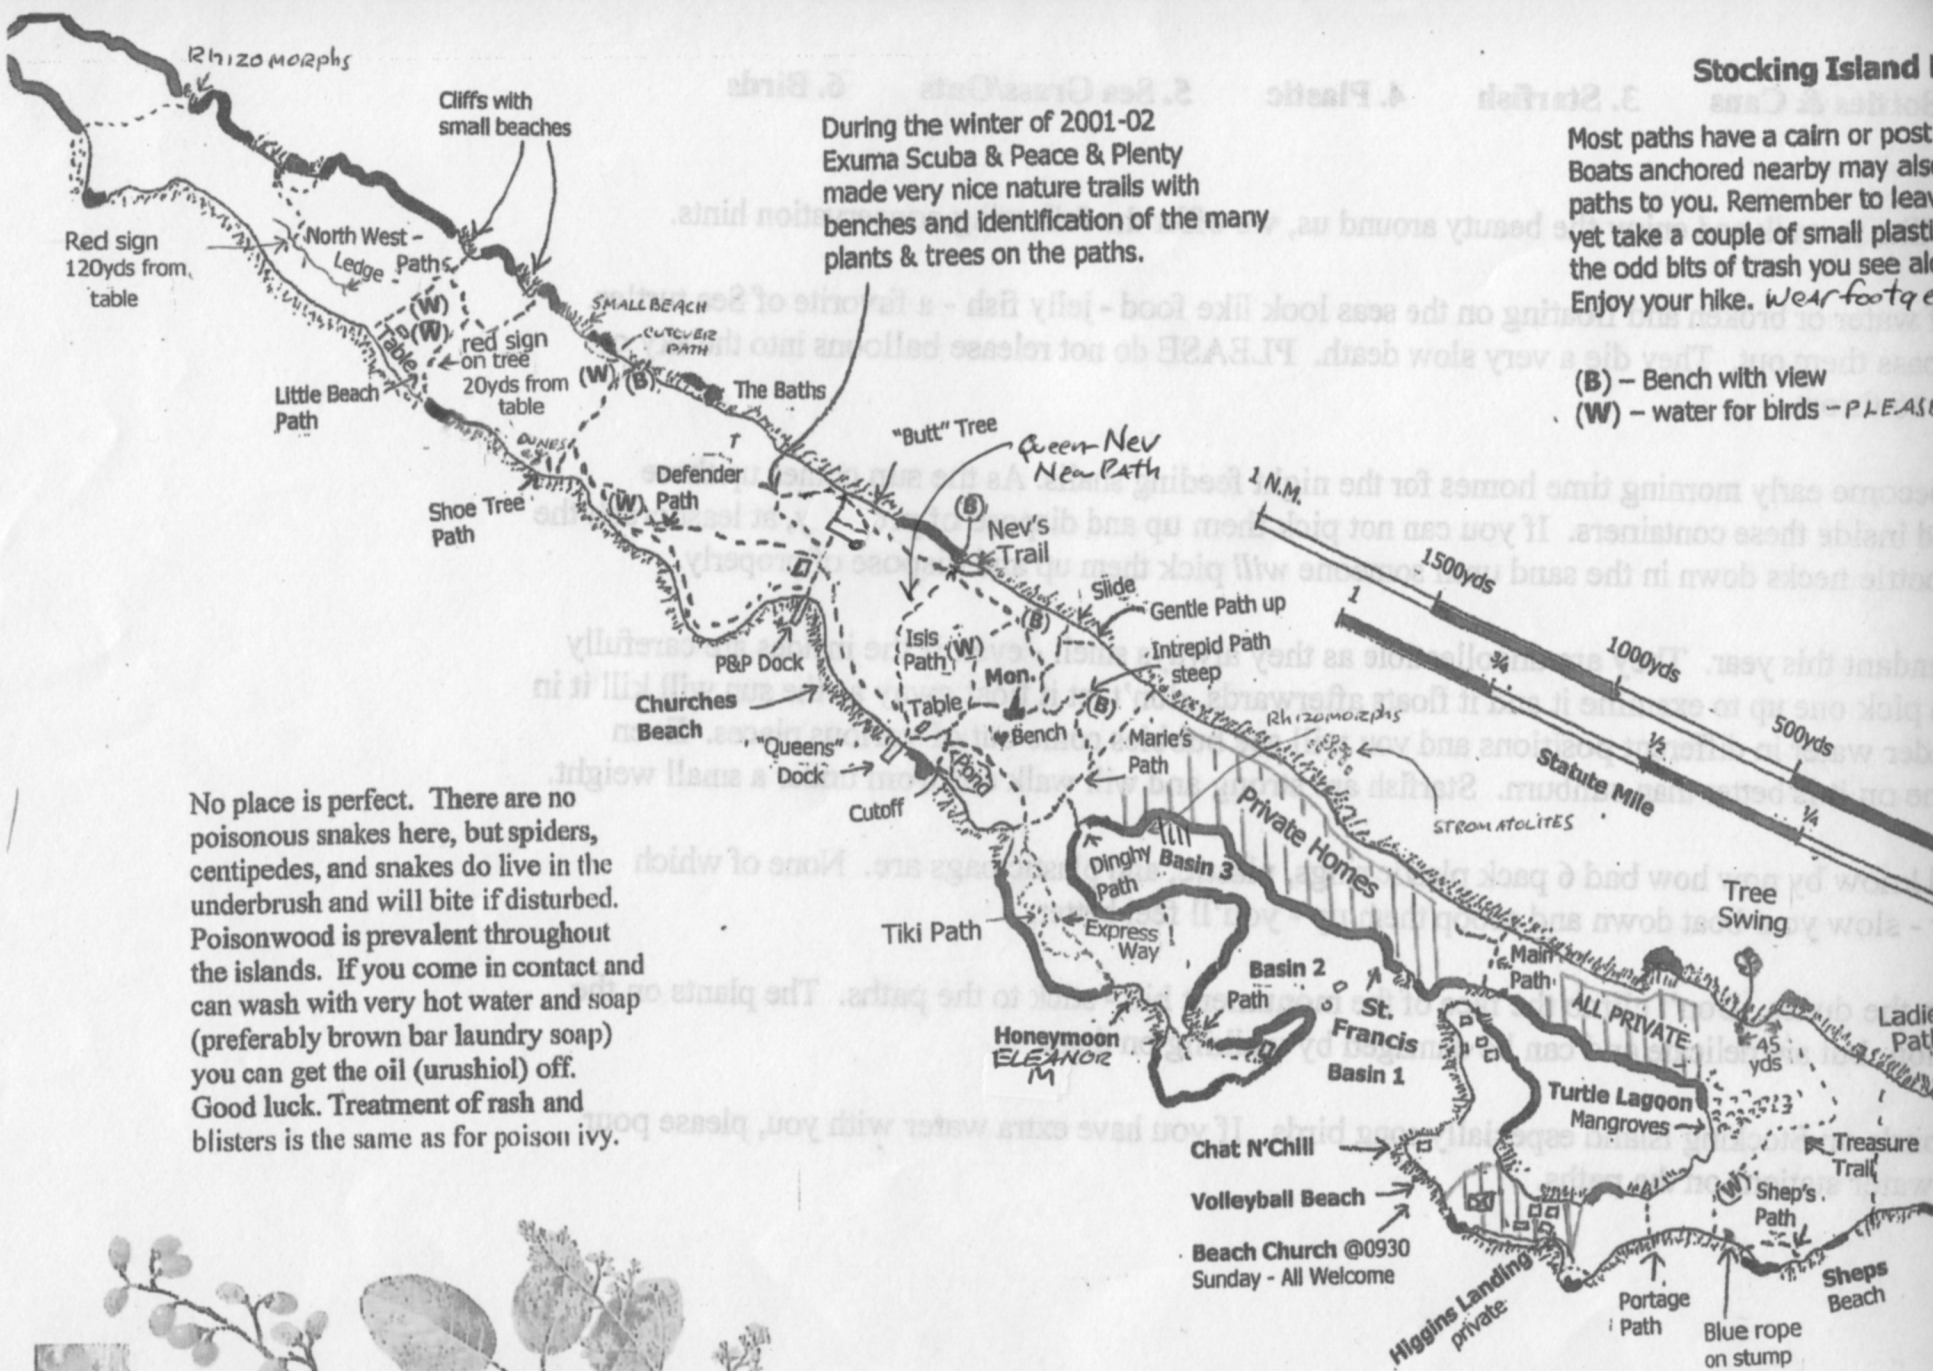 Rhizomorphs
Cliffs with
small beaches
During the winter of 2001-02
Exuma Scuba & Peace & Plenty
made very nice nature trails with
benches and identification of the many
plants & trees on the paths.
Stocking Island
Most paths have a cairn or post
Boats anchored nearby may
paths to you. Remember to
yet take a couple of small
the odd bits of trash you see
Enjoy your hike. Wear
(B) – Bench with view
(W) – water for birds - PLEASE
Red sign
120yds from
table
North West -
Ledge Paths
(W)
(W)
Table
red sign
on tree
20yds from
table
SMALL BEACH
CUTOVER
PATH
(W) (B)
The Baths
Little Beach
Path
DUNES
Shoe Tree
Path
(W)
Defender
Path
"Butt" Tree
Queen Nev
New PATH
(B)
Nev's
Trail
1 N.M.
1500yds
1000yds
500yds
1
¾
½
¼
Statute Mile
Slide
Gentle Path up
(B)
Intrepid Path
steep
Isis
Path
(W)
Mon.
(B)
P&P Dock
Churches
Beach
"Queens"
Dock
Table
Bench
Pond
Marie's
Path
Rhizomorphs
STROMATOLITES
Cutoff
Private Homes
Dinghy
Path
Basin 3
Tiki Path
Express
Way
Basin 2
Path
Honeymoon
ELEANOR
M
St.
Francis
Basin 1
Main
Path
Tree
Swing
ALL PRIVATE
45
yds
Turtle Lagoon
Mangroves
Treasure
Trail
(W)
Shep's
Path
Chat N'Chill
Volleyball Beach
Beach Church @0930
Sunday - All Welcome
Higgins Landing
private
Portage
Path
Blue rope
on stump
Sheps
Beach
No place is perfect. There are no
poisonous snakes here, but spiders,
centipedes, and snakes do live in the
underbrush and will bite if disturbed.
Poisonwood is prevalent throughout
the islands. If you come in contact and
can wash with very hot water and soap
(preferably brown bar laundry soap)
you can get the oil (urushiol) off.
Good luck. Treatment of rash and
blisters is the same as for poison ivy.